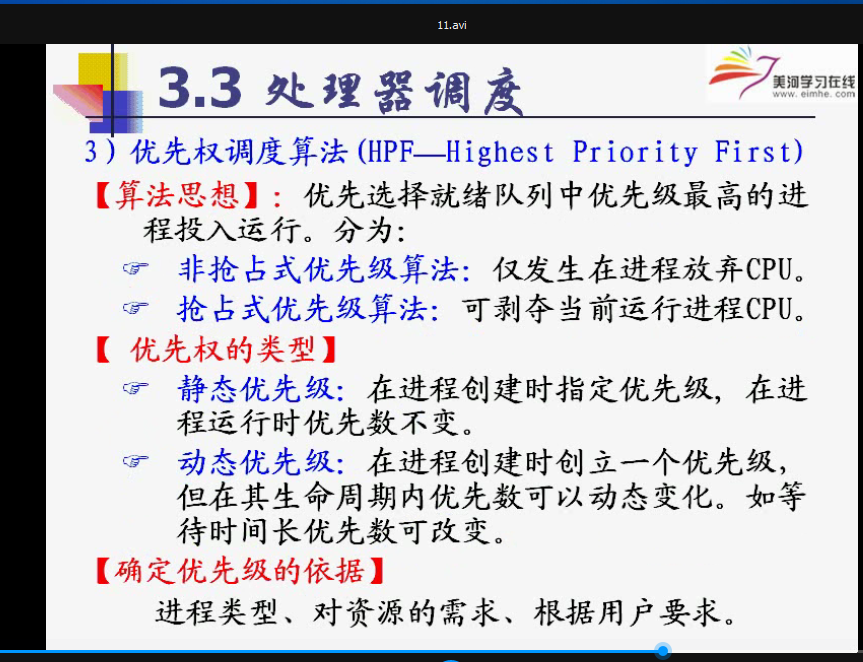 11.avi
3.3 处理器调度
美河学习在线
www.eimhe.com
3）优先权调度算法(HPF—Highest Priority First)
【算法思想】：优先选择就绪队列中优先级最高的进
程投入运行。分为：
☞ 非抢占式优先级算法：仅发生在进程放弃CPU。
☞ 抢占式优先级算法：可剥夺当前运行进程CPU。
【 优先权的类型】
☞ 静态优先级：在进程创建时指定优先级，在进
程运行时优先数不变。
☞ 动态优先级：在进程创建时创立一个优先级，
但在其生命周期内优先数可以动态变化。如等
待时间长优先数可改变。
【确定优先级的依据】
进程类型、对资源的需求、根据用户要求。